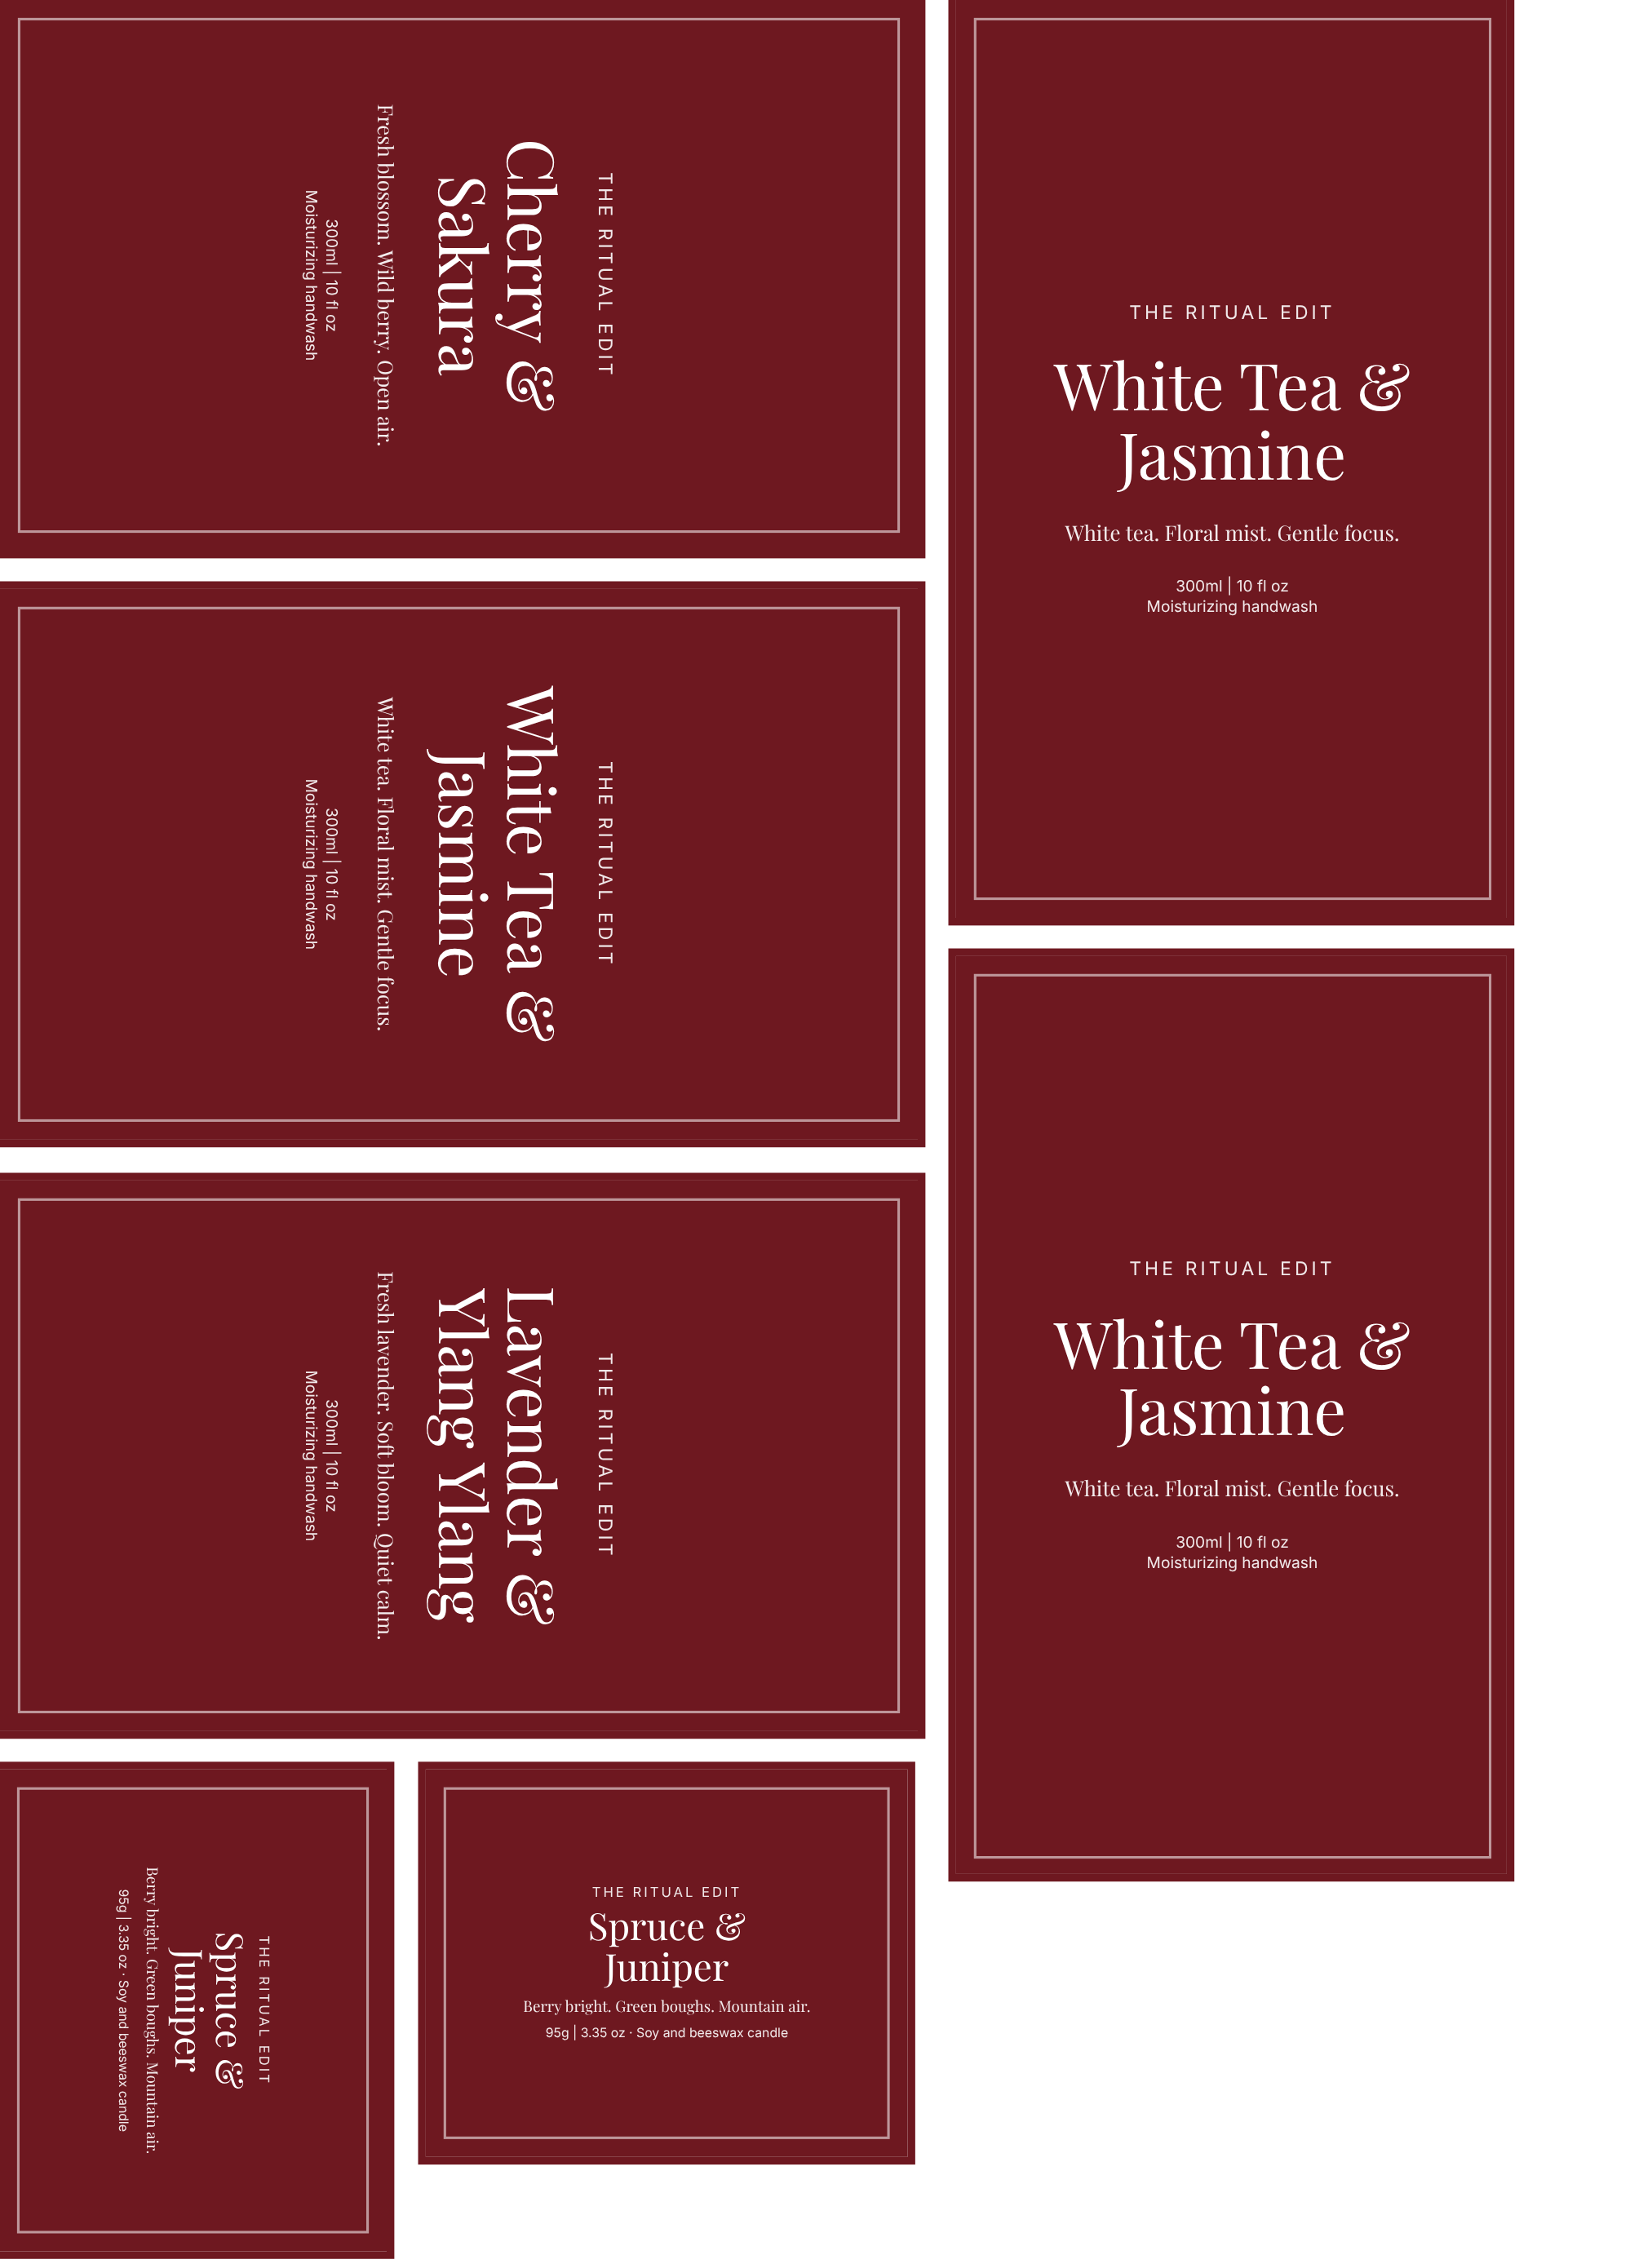 THE RITUAL EDIT
Cherry &
Sakura
Fresh blossom. Wild berry. Open air.
300ml | 10 fl oz
Moisturizing handwash
THE RITUAL EDIT
White Tea &
Jasmine
White tea. Floral mist. Gentle focus.
300ml | 10 fl oz
Moisturizing handwash
THE RITUAL EDIT
White Tea &
Jasmine
White tea. Floral mist. Gentle focus.
300ml | 10 fl oz
Moisturizing handwash
THE RITUAL EDIT
Lavender &
Ylang Ylang
Fresh lavender. Soft bloom. Quiet calm.
300ml | 10 fl oz
Moisturizing handwash
THE RITUAL EDIT
White Tea &
Jasmine
White tea. Floral mist. Gentle focus.
300ml | 10 fl oz
Moisturizing handwash
THE RITUAL EDIT
Spruce &
Juniper
Berry bright. Green boughs. Mountain air.
95g | 3.35 oz · Soy and beeswax candle
THE RITUAL EDIT
Spruce &
Juniper
Berry bright. Green boughs. Mountain air.
95g | 3.35 oz · Soy and beeswax candle